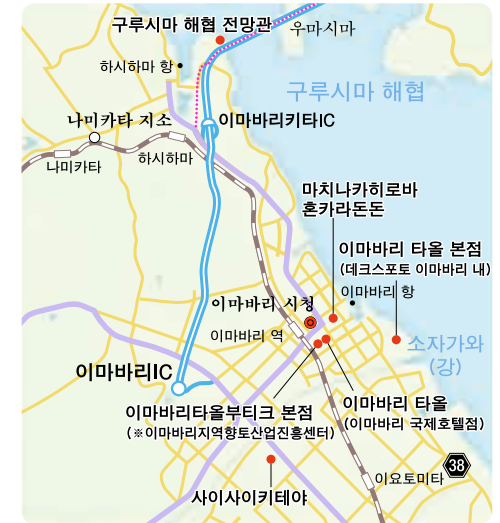 구루시마 해협 전망관
우마시마
하시하마 항
구루시마 해협
나미카타 지소
이마바리키타IC
하시하마
나미카타
마치나카히로바
혼카라돈돈
이마바리 타올 본점
(데크스포토 이마바리 내)
이마바리 항
이마바리 시청
이마바리 역
소자가와
(강)
이마바리IC
이마바리타올부티크 본점
(※이마바리지역향토산업진흥센터)
이마바리 타올
(이마바리 국제호텔점)
38
이요토미타
사이사이키테야